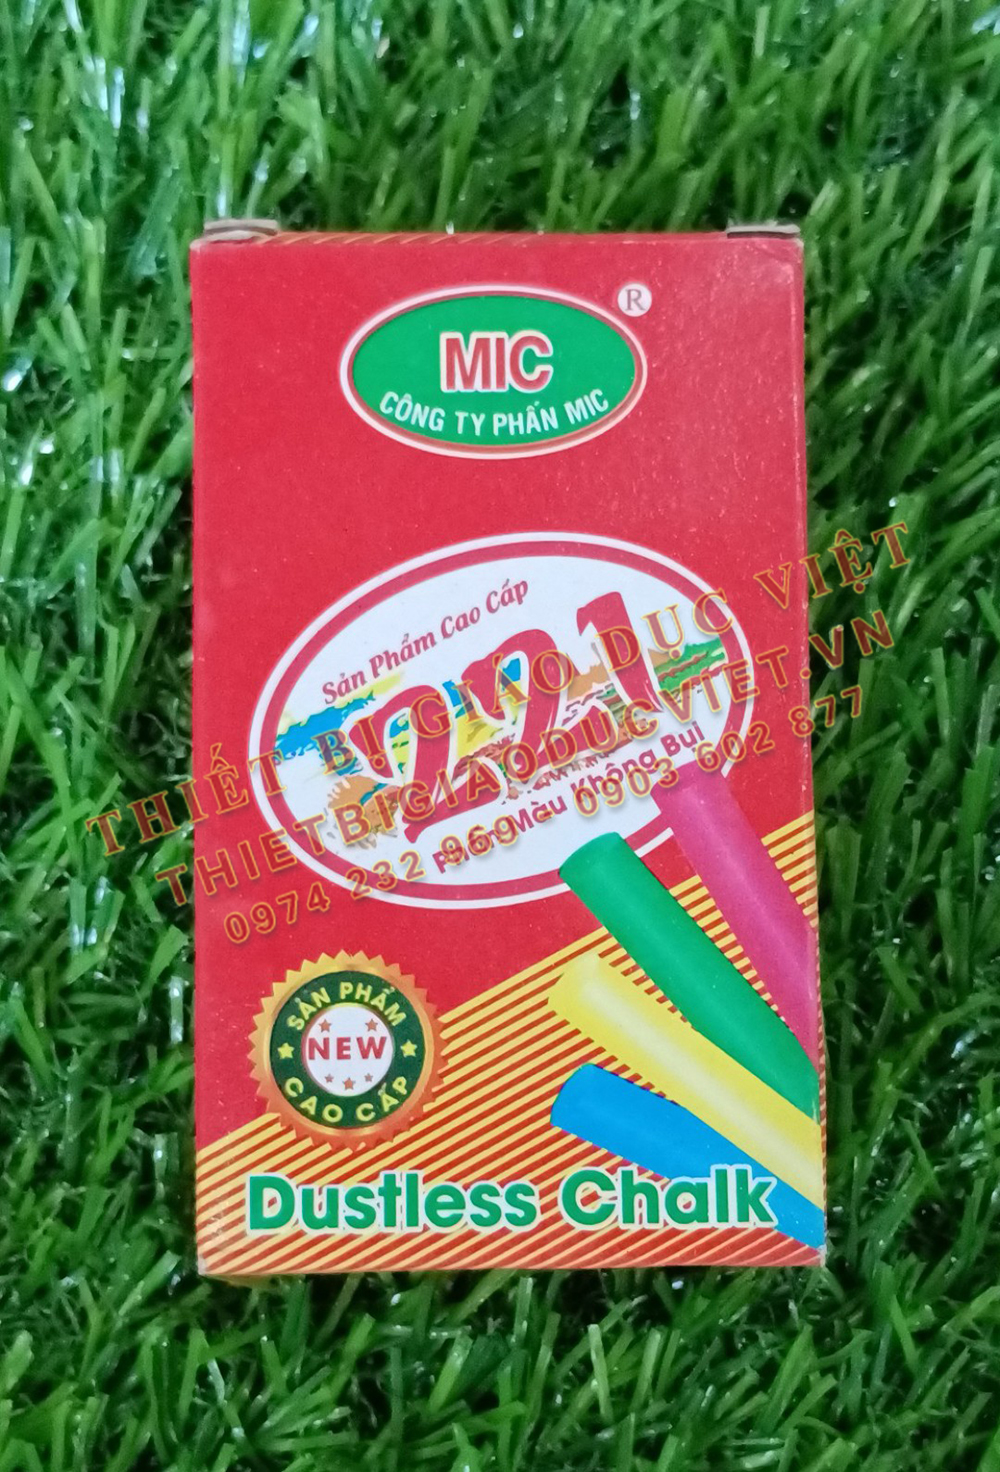 MIC
®
CÔNG TY PHẤN MIC
Sản Phẩm Cao Cấp
221
Phấn Màu Không Bụi
THIẾT BỊ GIÁO DỤC VIỆT
THIETBIGIAODUCVIET.VN
0974 232 969 - 0903 602 877
SẢN PHẨM
NEW
CAO CẤP
Dustless Chalk